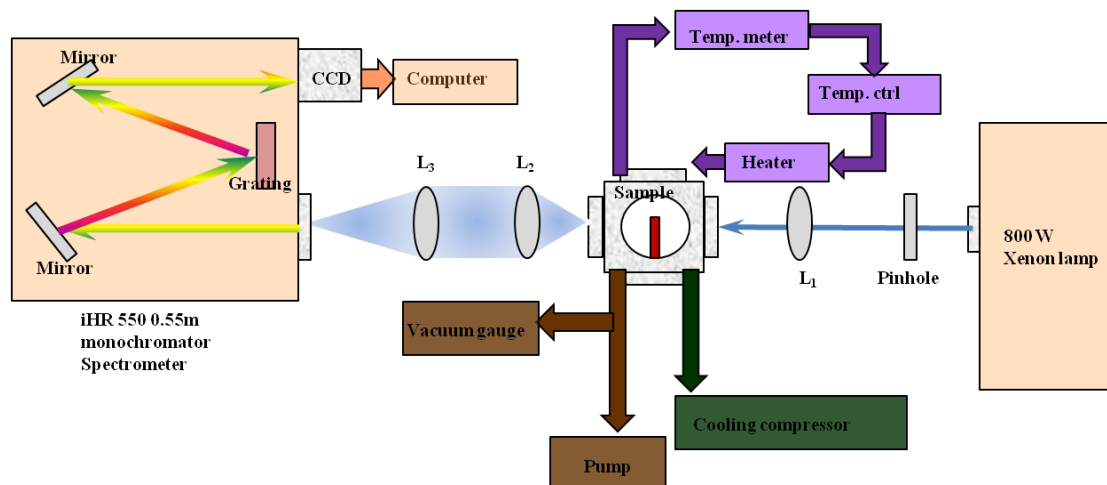 Mirror
CCD
Computer
Grating
Mirror
iHR 550 0.55m
monochromator
Spectrometer
L3
L2
Temp. meter
Temp. ctrl
Heater
Sample
L1
Pinhole
800 W
Xenon lamp
Vacuum gauge
Cooling compressor
Pump